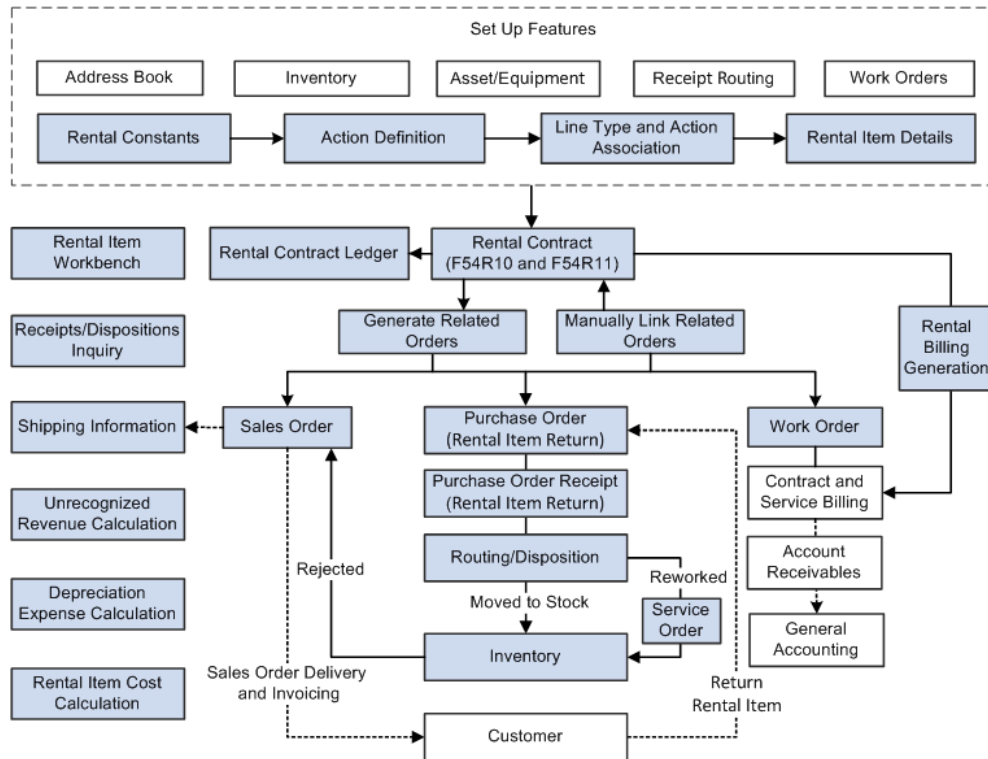 Set Up Features
Address Book
Inventory
Asset/Equipment
Receipt Routing
Work Orders
Rental Constants
Action Definition
Line Type and Action
Association
Rental Item Details
Rental Item
Workbench
Rental Contract Ledger
Rental Contract
(F54R10 and F54R11)
Receipts/Dispositions
Inquiry
Generate Related
Orders
Manually Link Related
Orders
Rental
Billing
Generation
Shipping Information
Sales Order
Purchase Order
(Rental Item Return)
Work Order
Purchase Order Receipt
(Rental Item Return)
Contract and
Service Billing
Unrecognized
Revenue Calculation
Routing/Disposition
Account
Receivables
Rejected
Reworked
Moved to Stock
Service
Order
Depreciation
Expense Calculation
General
Accounting
Inventory
Sales Order Delivery
and Invoicing
Return
Rental Item
Rental Item Cost
Calculation
Customer